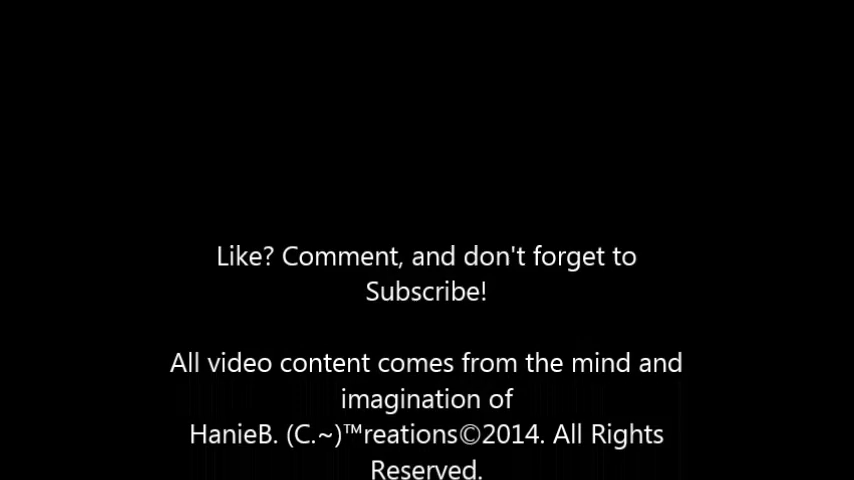 Like? Comment, and don't forget to
Subscribe!
All video content comes from the mind and
imagination of
HanieB. (C.~)™reations©2014. All Rights
Reserved.